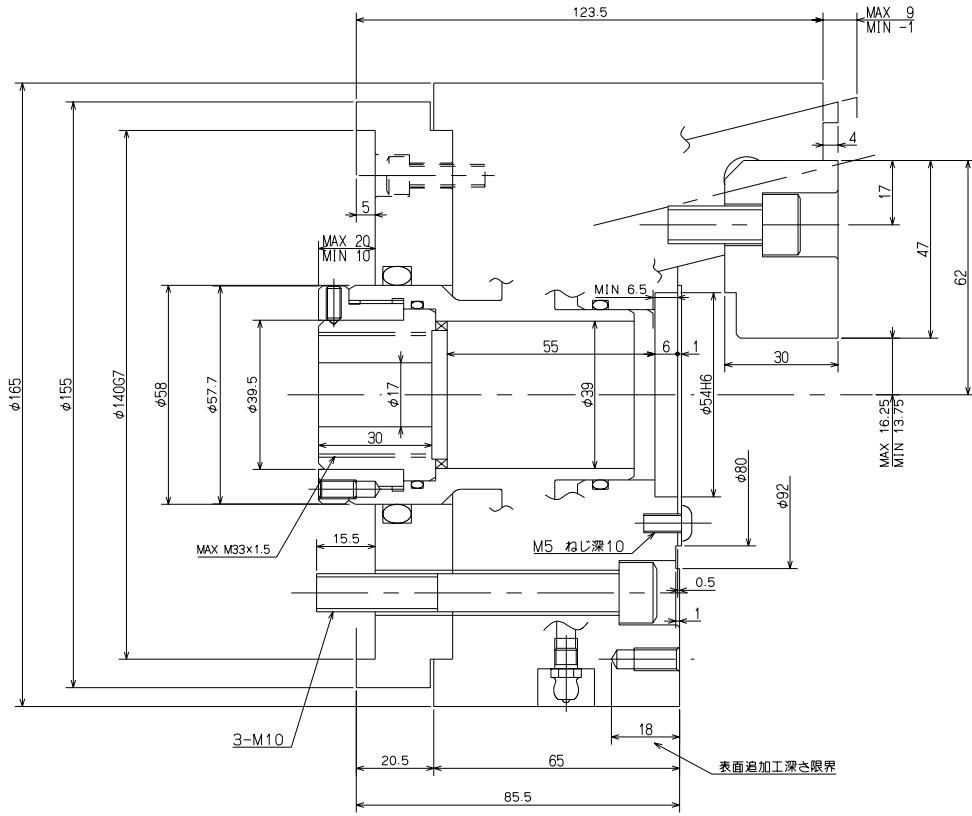 123.5
MAX 9
MIN -1
4
5
17
47
62
MAX 20
MIN 10
MIN 6.5
φ165
φ155
φ140G7
φ58
φ57.7
φ39.5
φ17
55
φ39
6
1
φ54H6
30
30
MAX 16.25
MIN 13.75
φ80
φ92
MAX M33×1.5
15.5
M5 ねじ深10
0.5
1
3-M10
18
20.5
65
表面追加工深さ限界
85.5